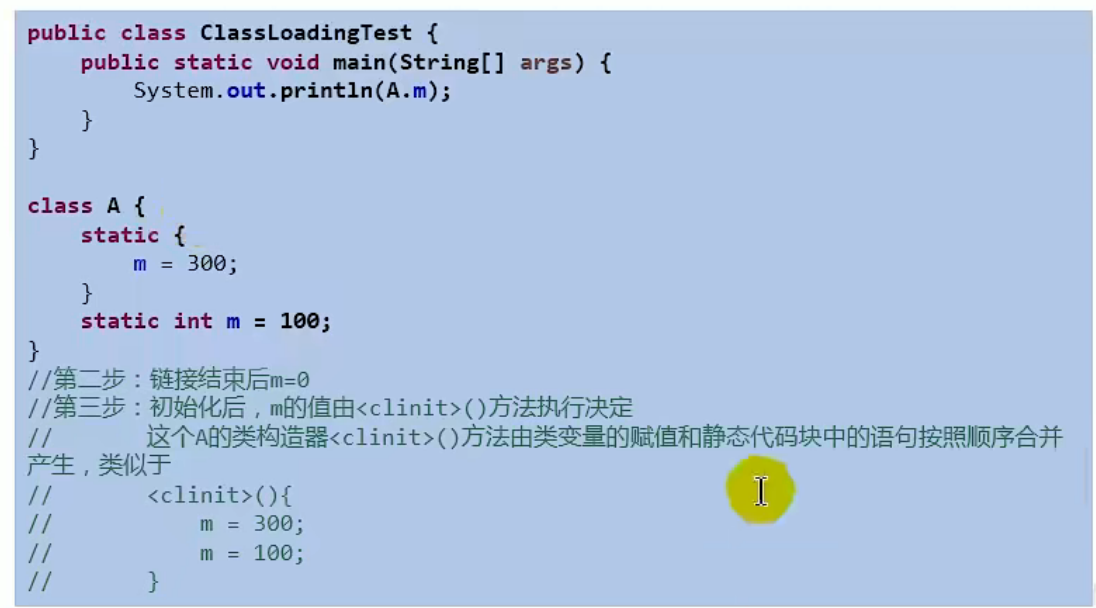 public class ClassLoadingTest {
    public static void main(String[] args) {
        System.out.println(A.m);
    }
}
class A {
    static {
        m = 300;
    }
    static int m = 100;
}
//第二步：链接结束后m=0
//第三步：初始化后，m的值由<clinit>()方法执行决定
//       这个A的类构造器<clinit>()方法由类变量的赋值和静态代码块中的语句按照顺序合并
产生，类似于
//       <clinit>(){
//           m = 300;
//           m = 100;
//       }